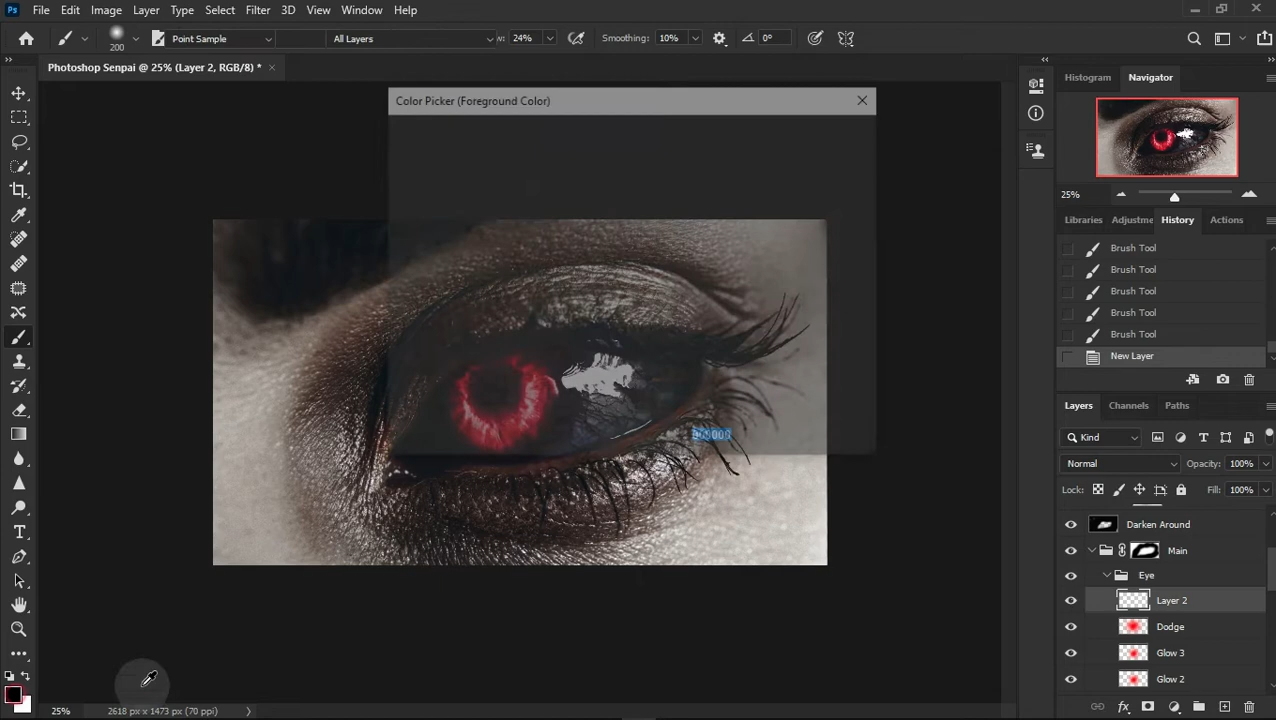 Ps File Edit Image Layer Type Select Filter 3D View Window Help
200 Point Sample All Layers 24% Smoothing: 10% 0°
Photoshop Senpai @ 25% (Layer 2, RGB/8) *
Color Picker (Foreground Color)
Histogram Navigator
25%
Libraries Adjustme History Actions
Brush Tool
Brush Tool
Brush Tool
Brush Tool
Brush Tool
New Layer
Layers Channels Paths
Kind
Normal Opacity: 100%
Lock: Fill: 100%
Darken Around
Main
Eye
Layer 2
Dodge
Glow 3
Glow 2
25% 2618 px x 1473 px (70 ppi)